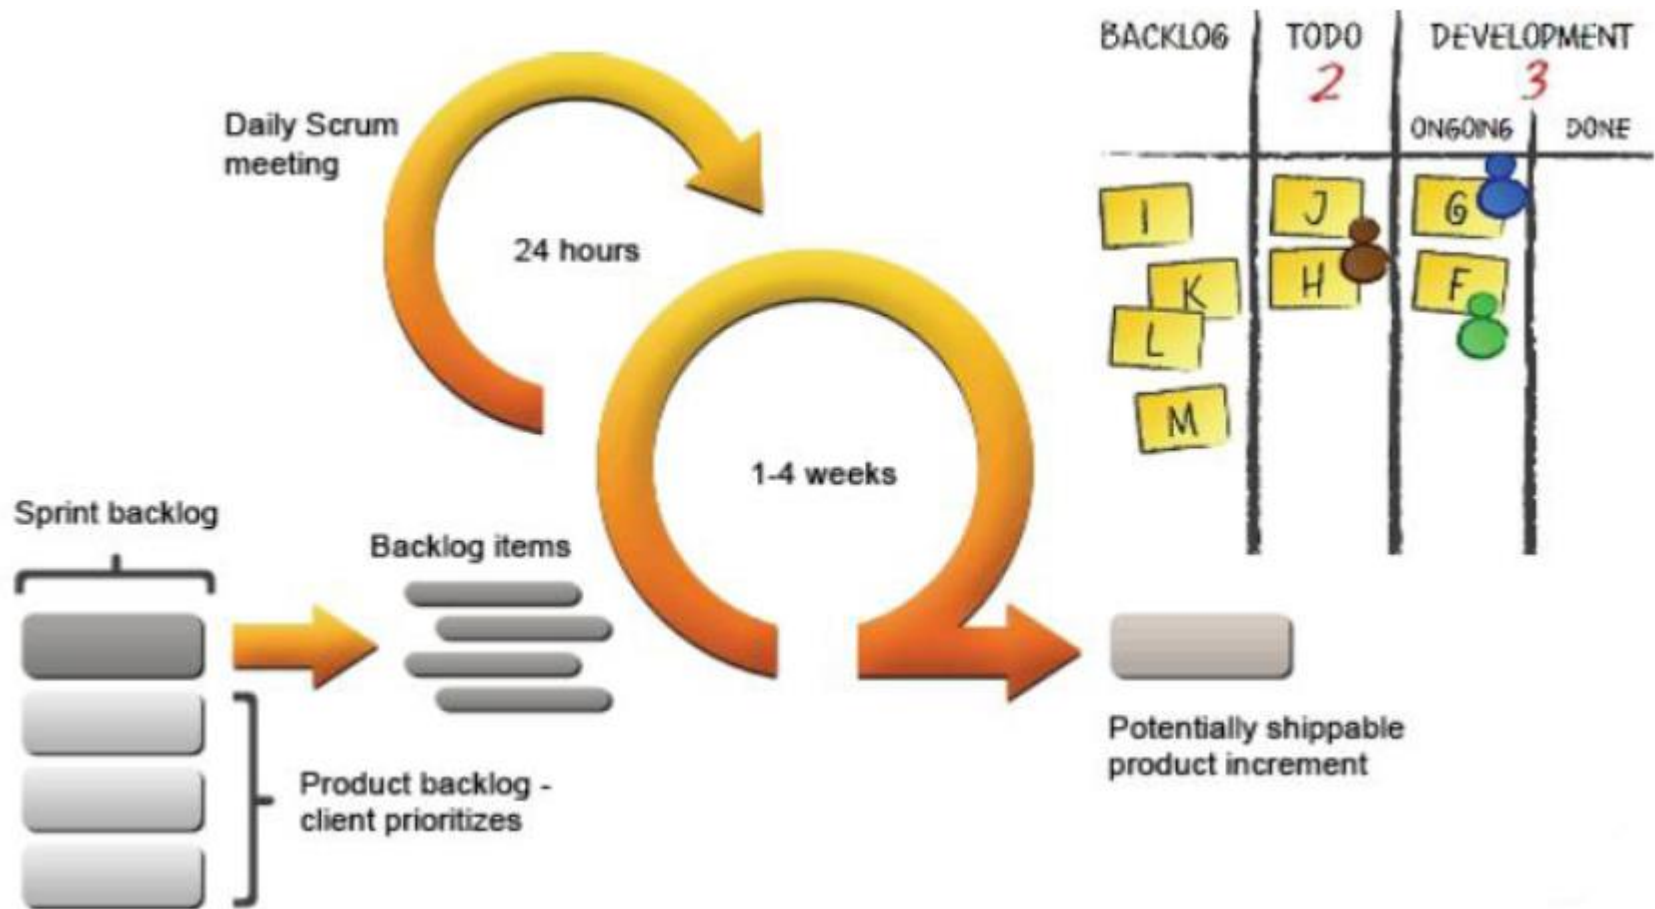 BACKLOG
TODO
2
DEVELOPMENT
3
ONGOING
DONE
I
J
G
K
H
F
L
M
Daily Scrum
meeting
24 hours
1-4 weeks
Sprint backlog
Backlog items
Potentially shippable
product increment
Product backlog -
client prioritizes